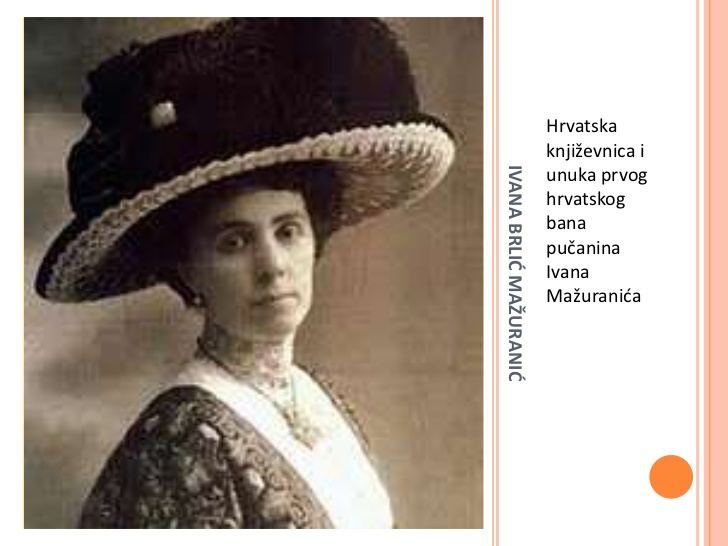 IVANA BRLIĆ MAŽURANIĆ
Hrvatska
književnica i
unuka prvog
hrvatskog
bana
pučanina
Ivana
Mažuranića